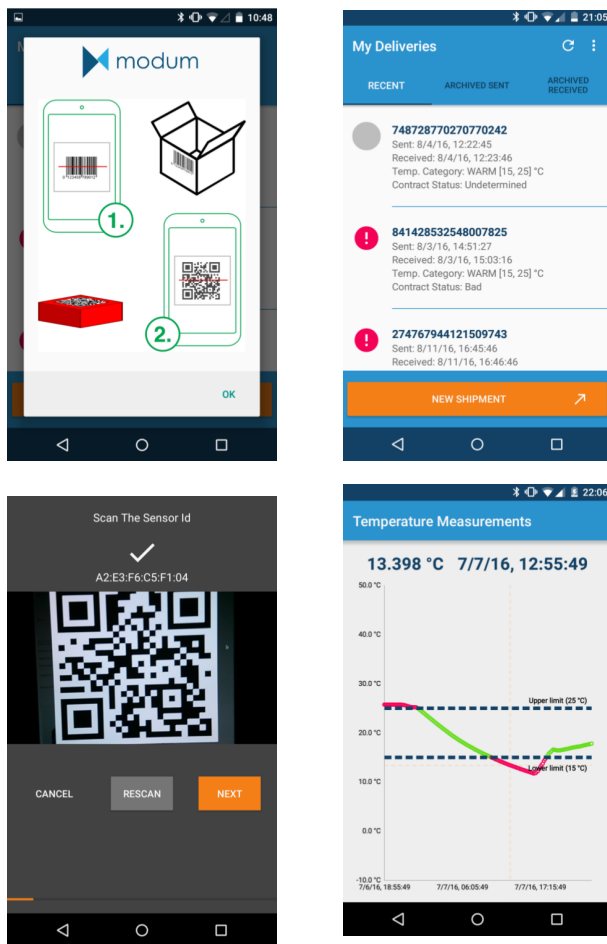 10:48
modum
0 123456 789012
1.
2.
OK
21:05
My Deliveries
RECENT
ARCHIVED SENT
ARCHIVED
RECEIVED
748728770270770242
Sent: 8/4/16, 12:22:45
Received: 8/4/16, 12:23:46
Temp. Category: WARM [15, 25] °C
Contract Status: Undetermined
841428532548007825
Sent: 8/3/16, 14:51:27
Received: 8/3/16, 15:03:16
Temp. Category: WARM [15, 25] °C
Contract Status: Bad
274767944121509743
Sent: 8/11/16, 16:45:46
Received: 8/11/16, 16:46:46
NEW SHIPMENT
Scan The Sensor Id
A2:E3:F6:C5:F1:04
CANCEL
RESCAN
NEXT
22:06
Temperature Measurements
13.398 °C 7/7/16, 12:55:49
50.0 °C
40.0 °C
30.0 °C
Upper limit (25 °C)
20.0 °C
Lower limit (15 °C)
10.0 °C
0.0 °C
-10.0 °C
7/6/16, 18:55:49
7/7/16, 06:05:49
7/7/16, 17:15:49